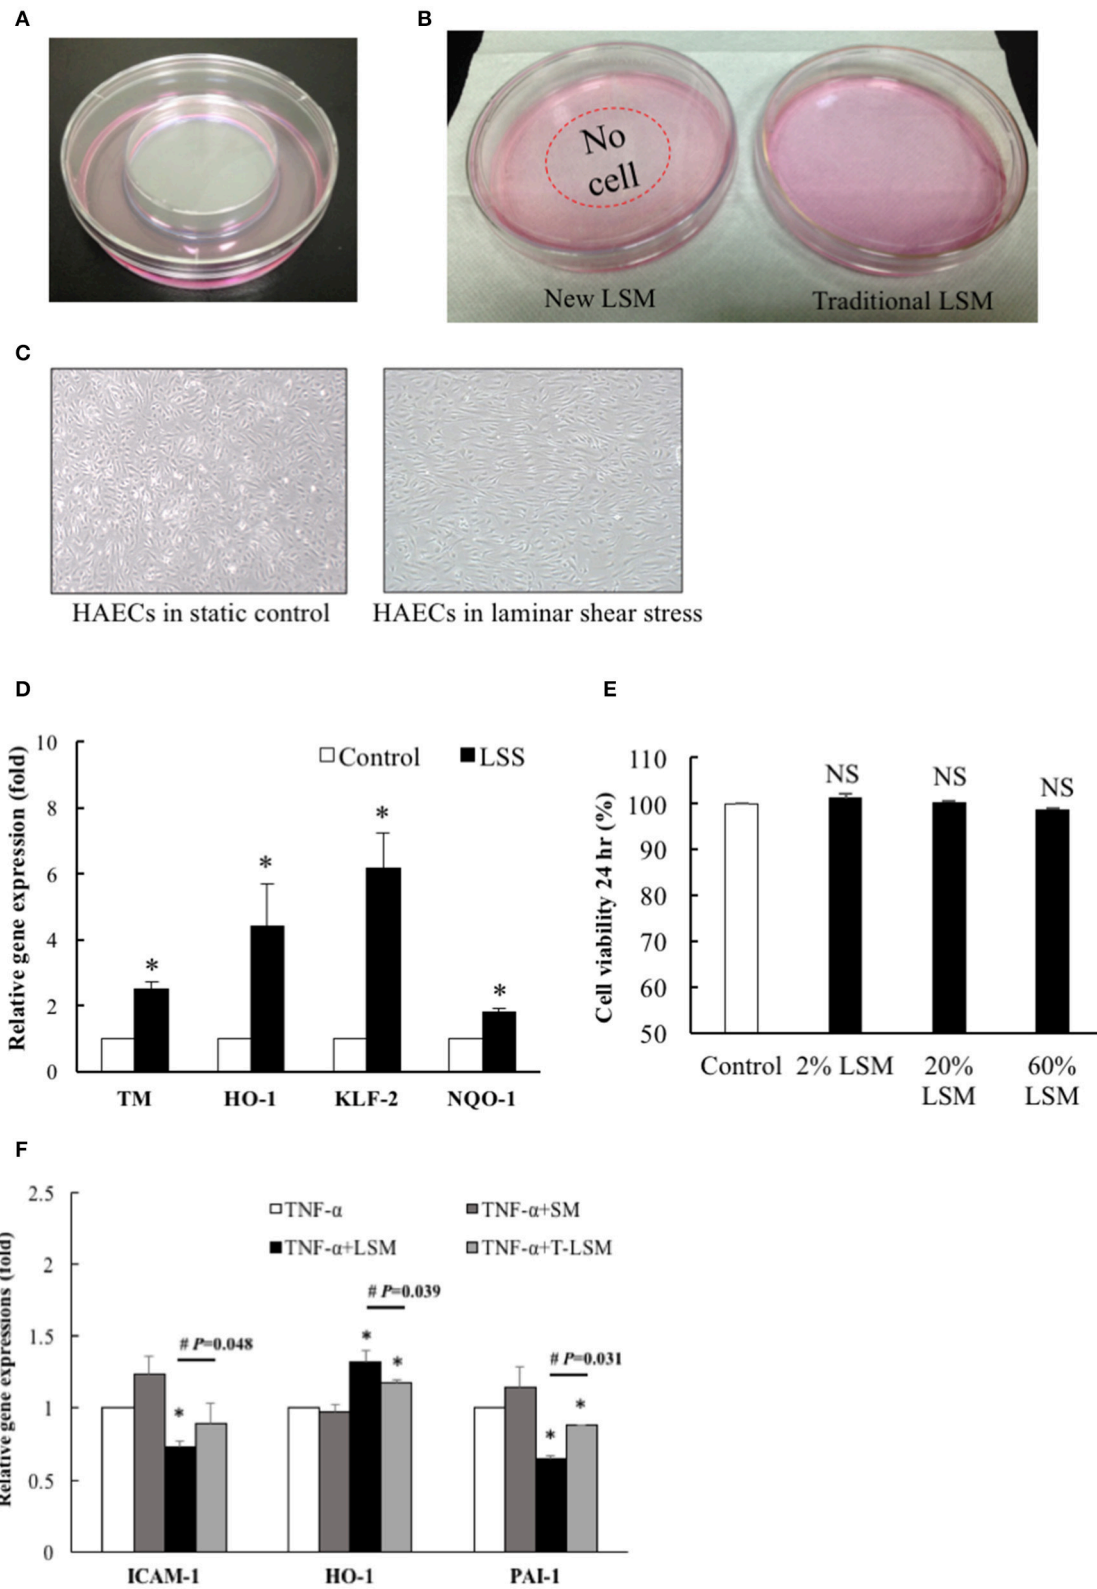 A
B
No
cell
New LSM
Traditional LSM
C
HAECs in static control
HAECs in laminar shear stress
D
Relative gene expression (fold)
10
8
6
4
2
0
Control
LSS
*
*
*
*
TM
HO-1
KLF-2
NQO-1
E
Cell viability 24 hr (%)
110
100
90
80
70
60
50
NS
NS
NS
Control
2% LSM
20%
LSM
60%
LSM
F
Relative gene expressions (fold)
2.5
2
1.5
1
0.5
0
TNF-α
TNF-α+SM
TNF-α+LSM
TNF-α+T-LSM
# P=0.048
*
# P=0.039
*
*
# P=0.031
*
*
ICAM-1
HO-1
PAI-1